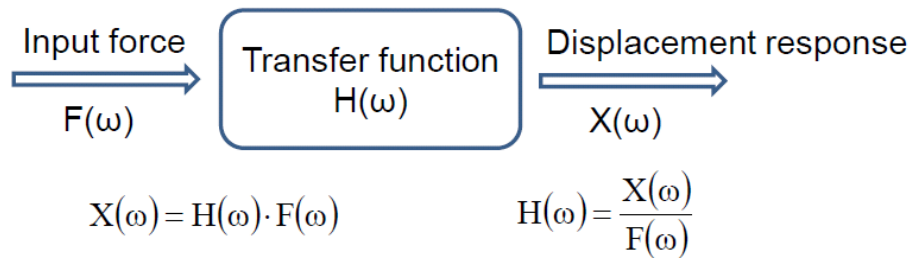 Input force
F(ω)
Transfer function
H(ω)
Displacement response
X(ω)
X(ω) = H(ω)·F(ω)
H(ω) = X(ω)/F(ω)